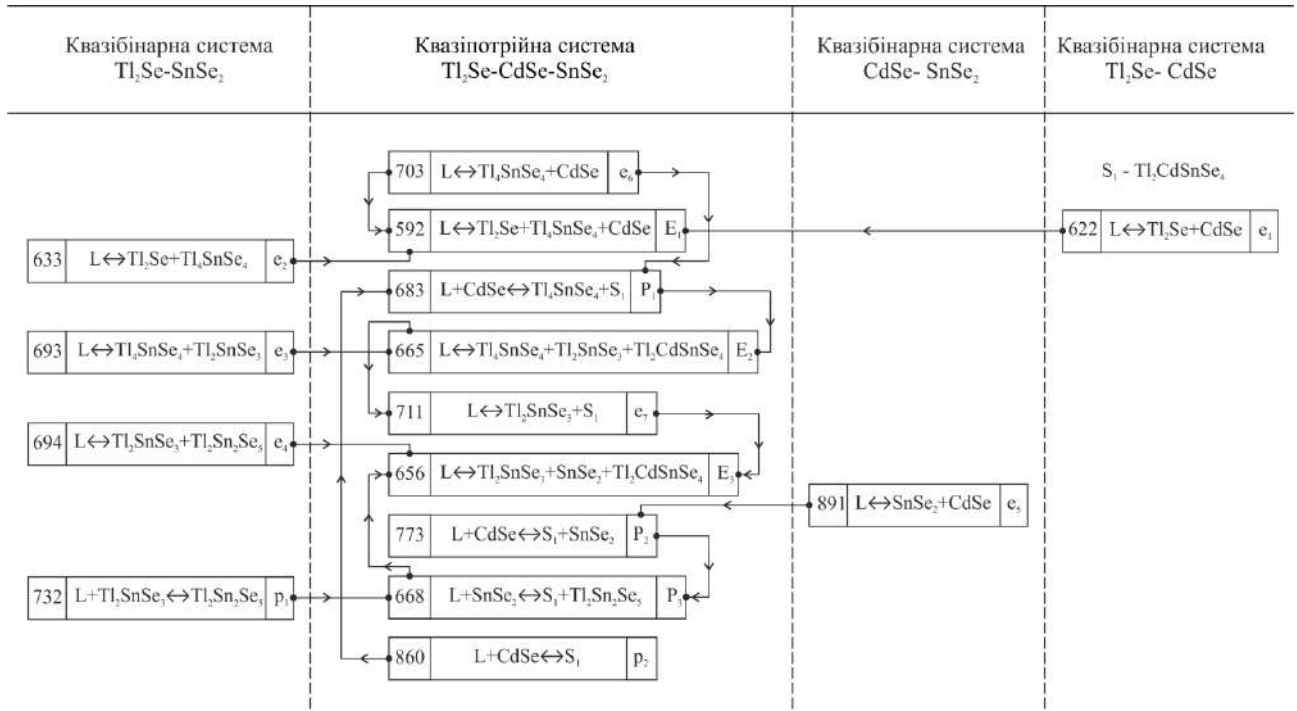 Квазібінарна система
Tl₂Se-SnSe₂
Квазіпотрійна система
Tl₂Se-CdSe-SnSe₂
Квазібінарна система
CdSe- SnSe₂
Квазібінарна система
Tl₂Se- CdSe
703 L↔Tl₄SnSe₄+CdSe e₆
S₁ - Tl₂CdSnSe₄
592 L↔Tl₂Se+Tl₄SnSe₄+CdSe E₁
622 L↔Tl₂Se+CdSe e₁
633 L↔Tl₂Se+Tl₄SnSe₄ e₂
683 L+CdSe↔Tl₄SnSe₄+S₁ P₁
693 L↔Tl₄SnSe₄+Tl₂SnSe₃ e₃
665 L↔Tl₄SnSe₄+Tl₂SnSe₃+Tl₂CdSnSe₄ E₂
711 L↔Tl₂SnSe₃+S₁ e₇
694 L↔Tl₂SnSe₃+Tl₂Sn₂Se₅ e₄
656 L↔Tl₂SnSe₃+SnSe₂+Tl₂CdSnSe₄ E₃
891 L↔SnSe₂+CdSe e₅
773 L+CdSe↔S₁+SnSe₂ P₂
732 L+Tl₂SnSe₃↔Tl₂Sn₂Se₅ p₁
668 L+SnSe₂↔S₁+Tl₂Sn₂Se₅ P₃
860 L+CdSe↔S₁ p₂